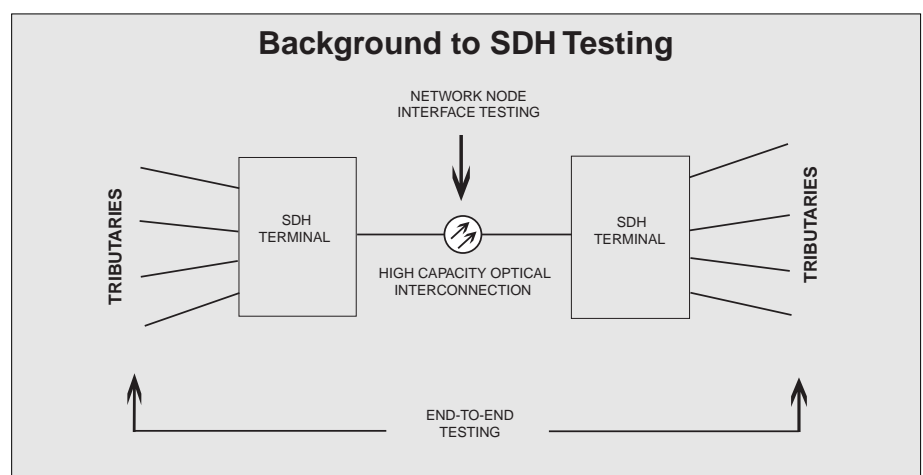 Background to SDH Testing
NETWORK NODE
INTERFACE TESTING
TRIBUTARIES
SDH
TERMINAL
HIGH CAPACITY OPTICAL
INTERCONNECTION
SDH
TERMINAL
TRIBUTARIES
END-TO-END
TESTING